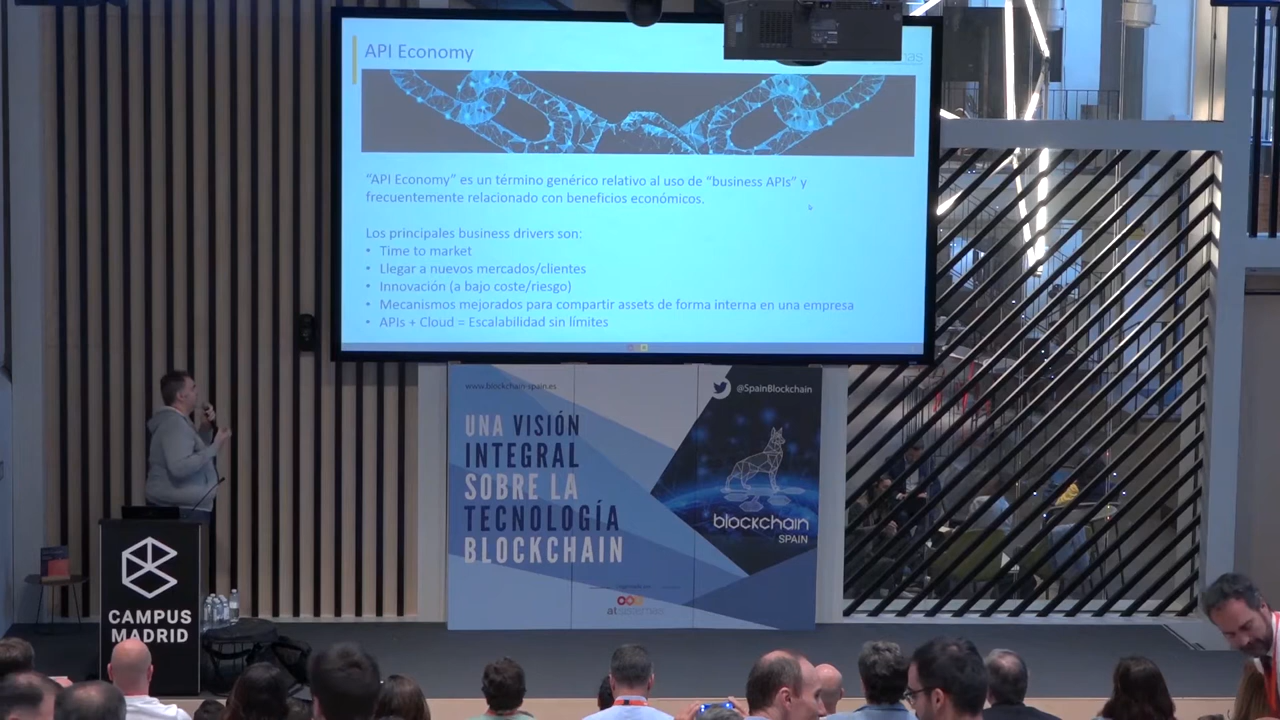 API Economy
“API Economy” es un término genérico relativo al uso de “business APIs” y
frecuentemente relacionado con beneficios económicos.
Los principales business drivers son:
• Time to market
• Llegar a nuevos mercados/clientes
• Innovación (a bajo coste/riesgo)
• Mecanismos mejorados para compartir assets de forma interna en una empresa
• APIs + Cloud = Escalabilidad sin límites
www.blockchain-spain.es
@SpainBlockchain
UNA VISIÓN
INTEGRAL
SOBRE LA
TECNOLOGÍA
BLOCKCHAIN
blockchain
SPAIN
CAMPUS
MADRID